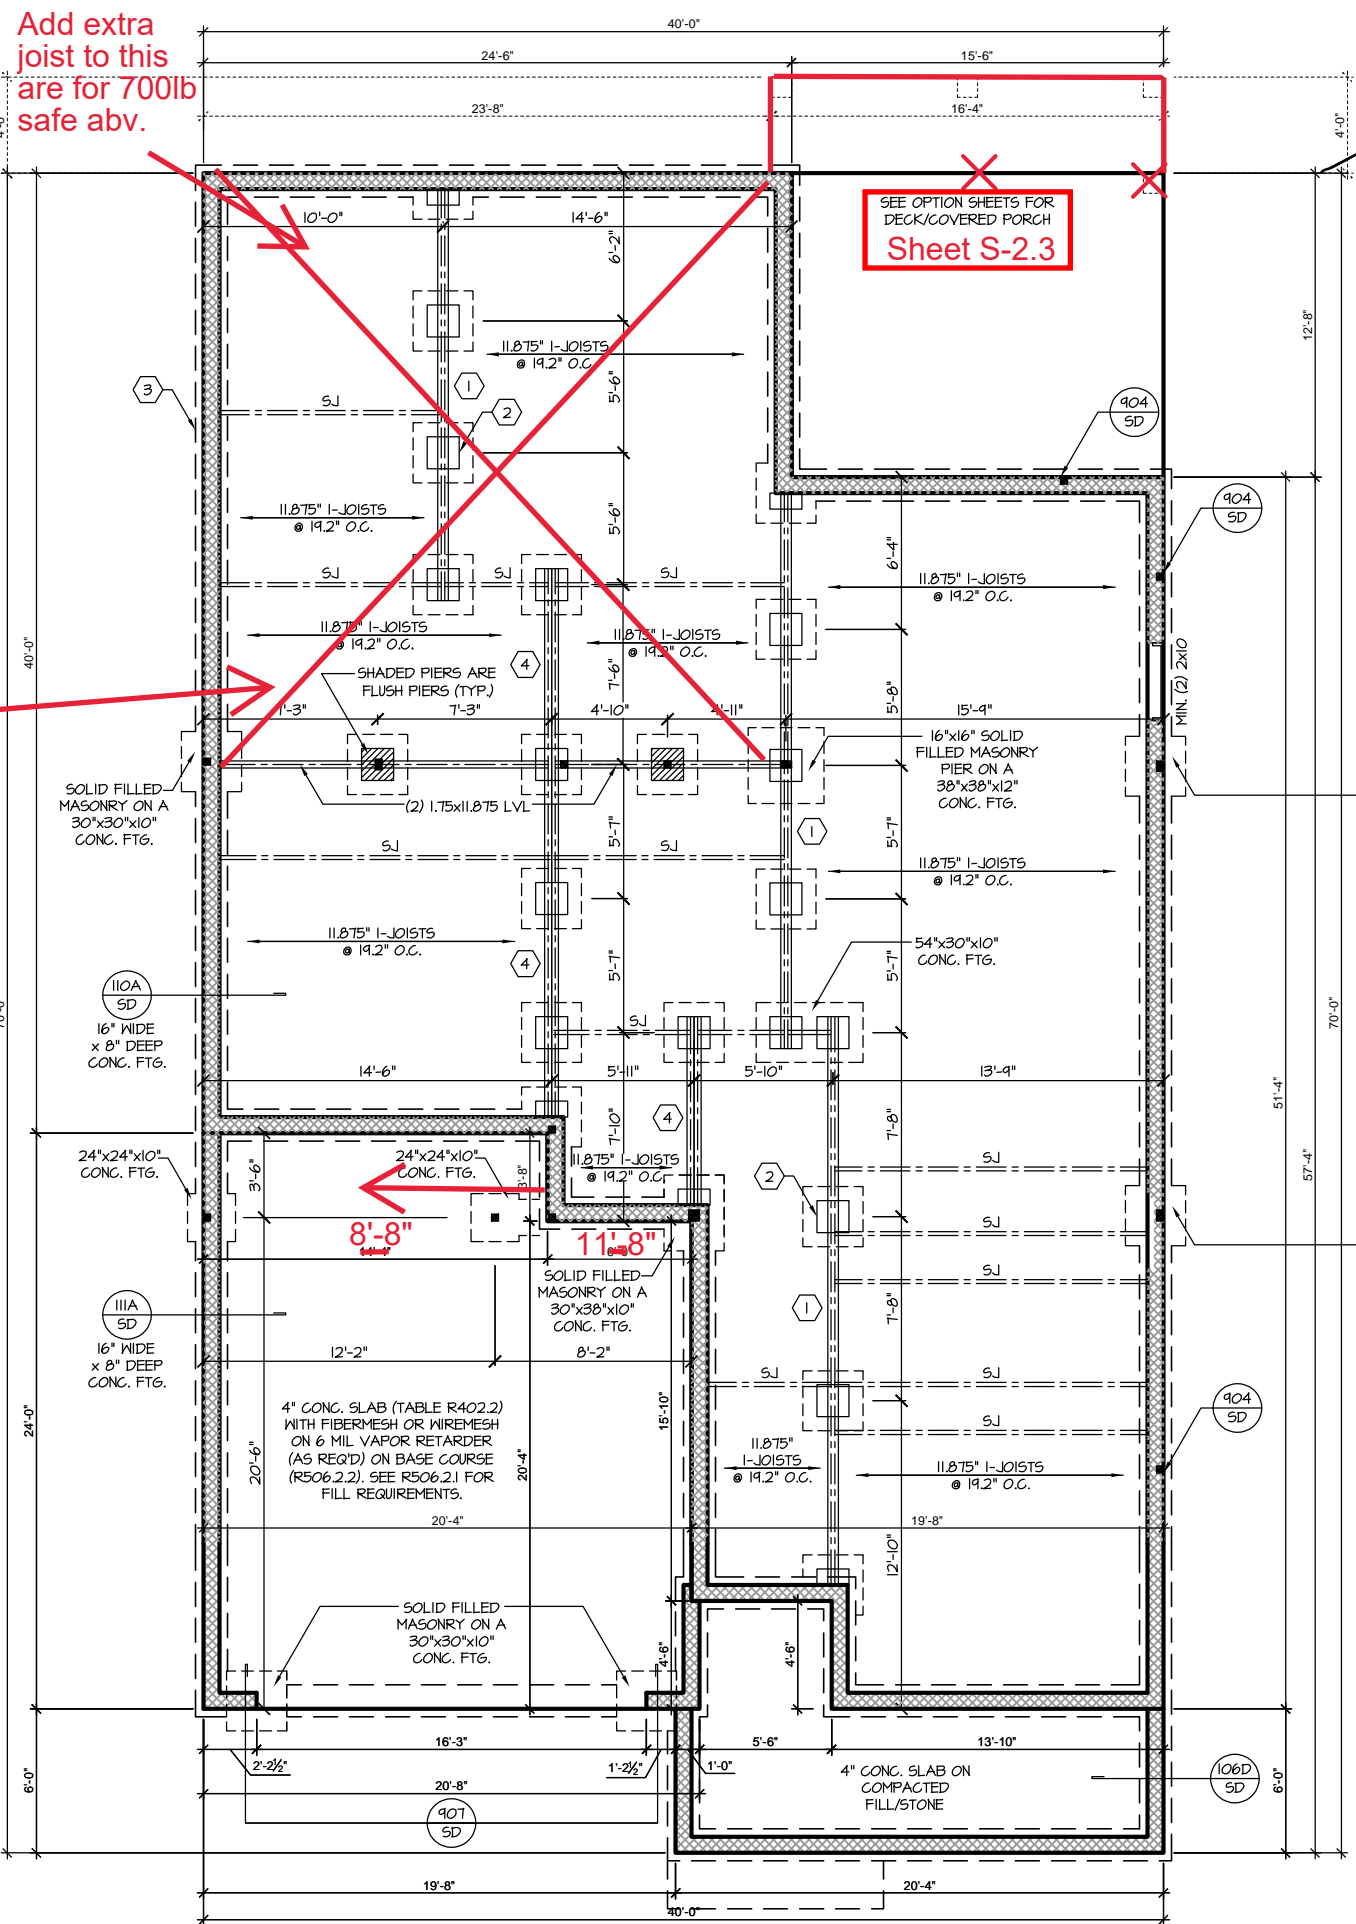 Add extra
joist to this
are for 700lb
safe abv.
40'-0"
24'-6"
15'-6"
23'-8"
16'-4"
4'-0"
SEE OPTION SHEETS FOR
DECK/COVERED PORCH
Sheet S-2.3
10'-0"
14'-6"
6'-2"
12'-8"
11.875" I-JOISTS
@ 19.2" O.C.
5'-6"
1
3
SJ
2
904
SD
904
SD
11.875" I-JOISTS
@ 19.2" O.C.
5'-6"
6'-4"
SJ
SJ
SJ
11.875" I-JOISTS
@ 19.2" O.C.
11.875" I-JOISTS
@ 19.2" O.C.
11.875" I-JOISTS
@ 19.2" O.C.
40'-0"
4
7'-6"
SHADED PIERS ARE
FLUSH PIERS (TYP.)
5'-8"
MIN. (2) 2x10
7'-3"
7'-3"
4'-10"
4'-11"
15'-9"
16"x16" SOLID
FILLED MASONRY
PIER ON A
38"x38"x12"
CONC. FTG.
SOLID FILLED
MASONRY ON A
30"x30"x10"
CONC. FTG.
(2) 1.75x11.875 LVL
1
5'-7"
5'-7"
SJ
SJ
11.875" I-JOISTS
@ 19.2" O.C.
11.875" I-JOISTS
@ 19.2" O.C.
4
5'-7"
5'-7"
54"x30"x10"
CONC. FTG.
110A
SD
16" WIDE
x 8" DEEP
CONC. FTG.
70'-0"
70'-0"
SJ
14'-6"
5'-11"
5'-10"
13'-9"
51'-4"
4
7'-10"
7'-8"
57'-4"
24"x24"x10"
CONC. FTG.
3'-6"
24"x24"x10"
CONC. FTG.
3'-8"
11.875" I-JOISTS
@ 19.2" O.C.
SJ
2
SJ
8'-8"
11'-8"
SOLID FILLED
MASONRY ON A
30"x38"x10"
CONC. FTG.
SJ
1
7'-8"
111A
SD
16" WIDE
x 8" DEEP
CONC. FTG.
12'-2"
8'-2"
SJ
SJ
4" CONC. SLAB (TABLE R402.2)
WITH FIBERMESH OR WIREMESH
ON 6 MIL VAPOR RETARDER
(AS REQ'D) ON BASE COURSE
(R506.2.2). SEE R506.2.1 FOR
FILL REQUIREMENTS.
24'-0"
20'-6"
20'-4"
15'-10"
SJ
904
SD
11.875"
I-JOISTS
@ 19.2" O.C.
11.875" I-JOISTS
@ 19.2" O.C.
20'-4"
19'-8"
12'-10"
SOLID FILLED
MASONRY ON A
30"x30"x10"
CONC. FTG.
4'-6"
4'-6"
16'-3"
5'-6"
13'-10"
2'-2½"
1'-2½"
1'-0"
20'-8"
6'-0"
4" CONC. SLAB ON
COMPACTED
FILL/STONE
106D
SD
6'-0"
907
SD
19'-8"
20'-4"
40'-0"